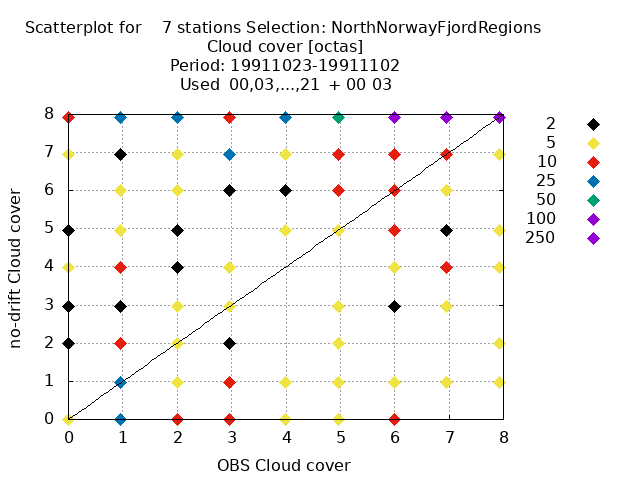 Scatterplot for 7 stations Selection: NorthNorwayFjordRegions
Cloud cover [octas]
Period: 19911023-19911102
Used 00,03,...,21 + 00 03
8
7
6
5
4
3
2
1
0
no-drift Cloud cover
0 1 2 3 4 5 6 7 8
OBS Cloud cover
2
5
10
25
50
100
250